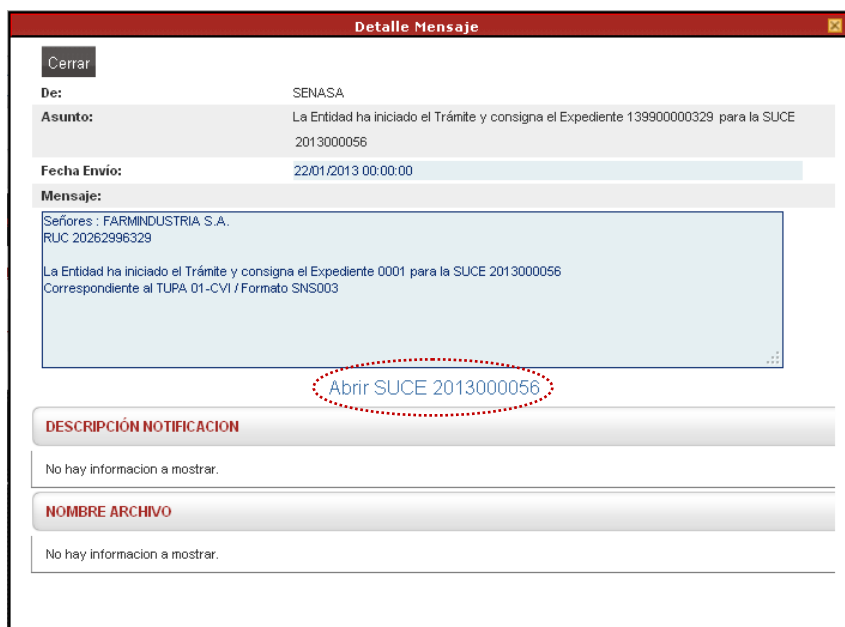 Detalle Mensaje
Cerrar
De: SENASA
Asunto: La Entidad ha iniciado el Trámite y consigna el Expediente 139900000329 para la SUCE
2013000056
Fecha Envío: 22/01/2013 00:00:00
Mensaje:
Señores : FARMINDUSTRIA S.A.
RUC 20262996329
La Entidad ha iniciado el Trámite y consigna el Expediente 0001 para la SUCE 2013000056
Correspondiente al TUPA 01-CVI / Formato SNS003
Abrir SUCE 2013000056
DESCRIPCIÓN NOTIFICACION
No hay informacion a mostrar.
NOMBRE ARCHIVO
No hay informacion a mostrar.